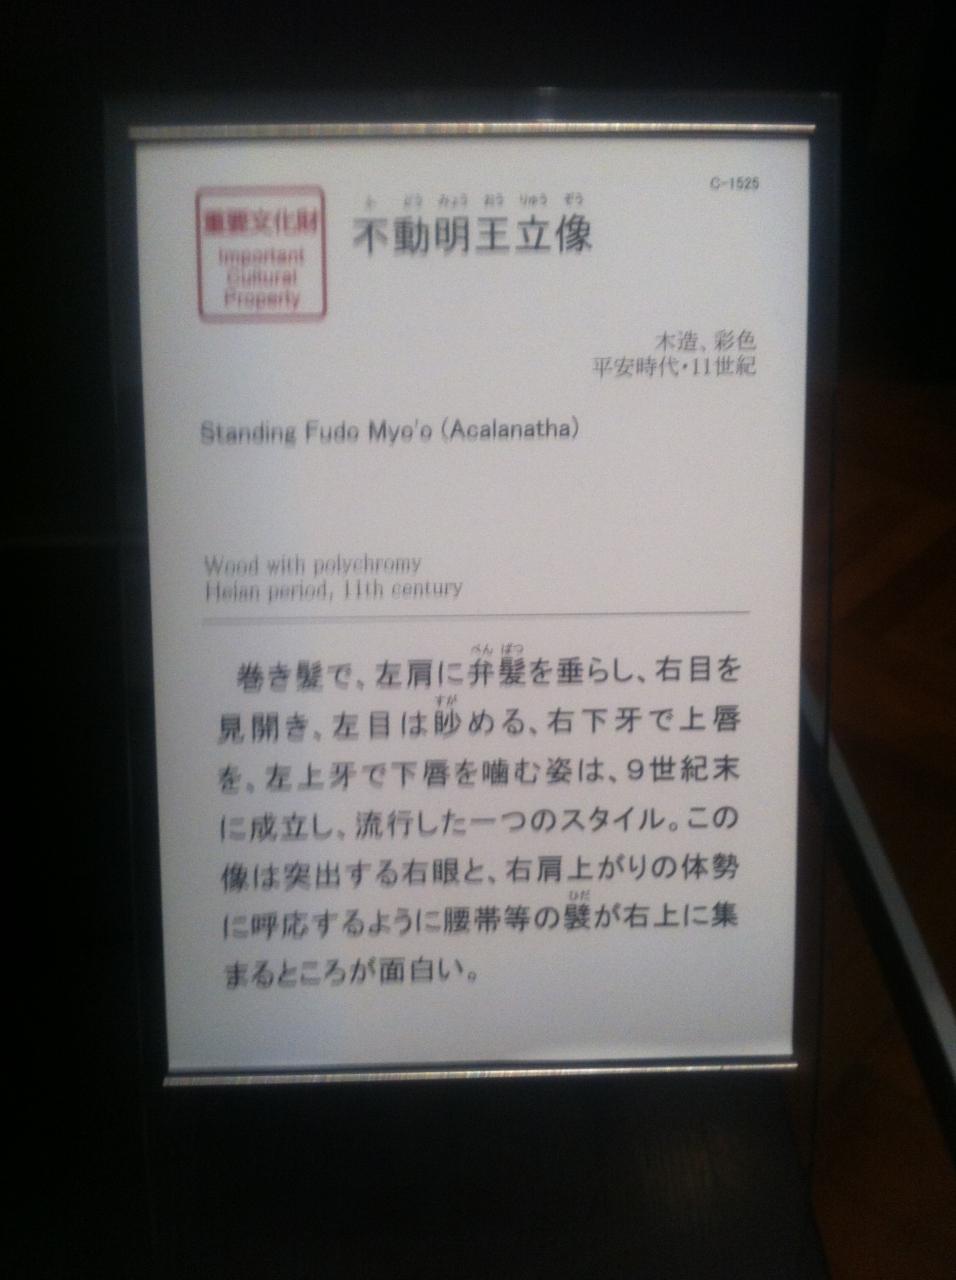 C-1525
重要文化財
Important
Cultural
Property
ふ どう みょう おう りゅう ぞう
不動明王立像
木造、彩色
平安時代・11世紀
Standing Fudo Myo'o (Acalanatha)
Wood with polychromy
Heian period, 11th century
べん ぱつ
巻き髪で、左肩に弁髪を垂らし、右目を
すが
見開き、左目は眇める、右下牙で上唇
を、左上牙で下唇を噛む姿は、9世紀末
に成立し、流行した一つのスタイル。この
像は突出する右眼と、右肩上がりの体勢
ひだ
に呼応するように腰帯等の襞が右上に集
まるところが面白い。